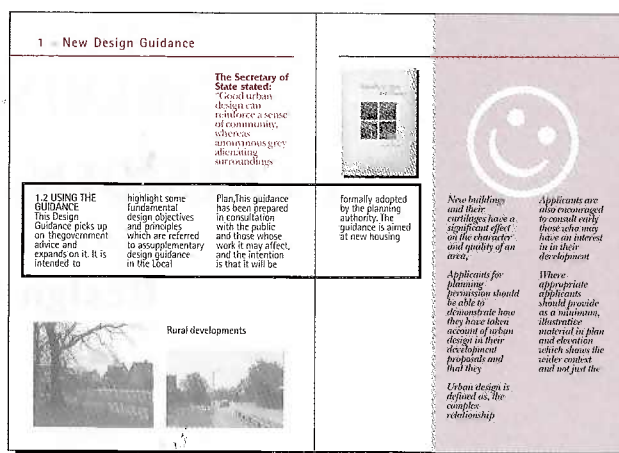 1 - New Design Guidance
The Secretary of
State stated:
"Good urban
design can
reinforce a sense
of community,
whereas
anonymous grey
alienating
surroundings
1.2 USING THE
GUIDANCE
This Design
Guidance picks up
on thegovernment
advice and
expands on it. It is
intended to
highlight some
fundamental
design objectives
and principles
which are referred
to assupplementary
design guidance
in the Local
Plan,This guidance
has been prepared
in consultation
with the public
and those whose
work it may affect,
and the intention
is that it will be
formally adopted
by the planning
authority. The
guidance is aimed
at new housing
Rural developments
New buildings
and their
curtilages have a
significant effect
on the character
and quality of an
area,
Applicants for
planning
permission should
be able to
demonstrate how
they have taken
account of urban
design in their
development
proposals and
that they
Urban design is
defined as, the
complex
relationship
Applicants are
also encouraged
to consult early
those who may
have an interest
in in their
development
Where
appropriate
applicants
should provide
as a minimum,
illustrative
material in plan
and elevation
which shows the
wider context
and not just the